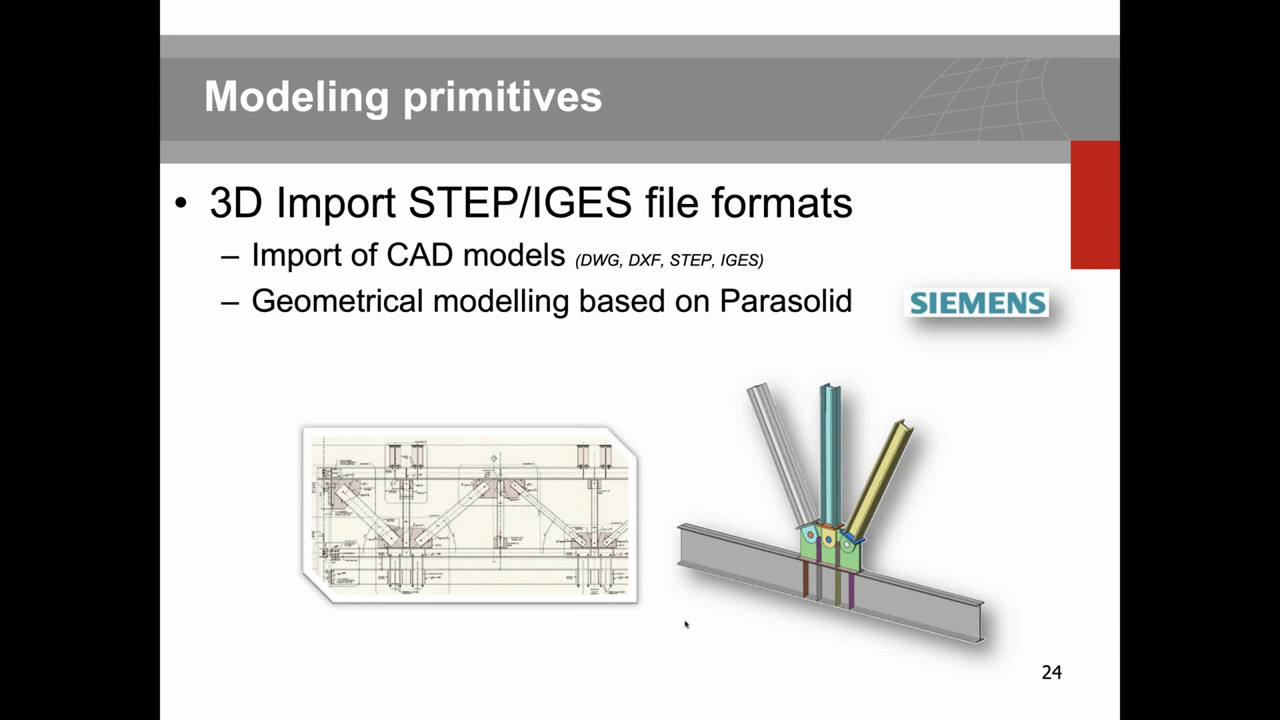 Modeling primitives
• 3D Import STEP/IGES file formats
– Import of CAD models (DWG, DXF, STEP, IGES)
– Geometrical modelling based on Parasolid
SIEMENS
24